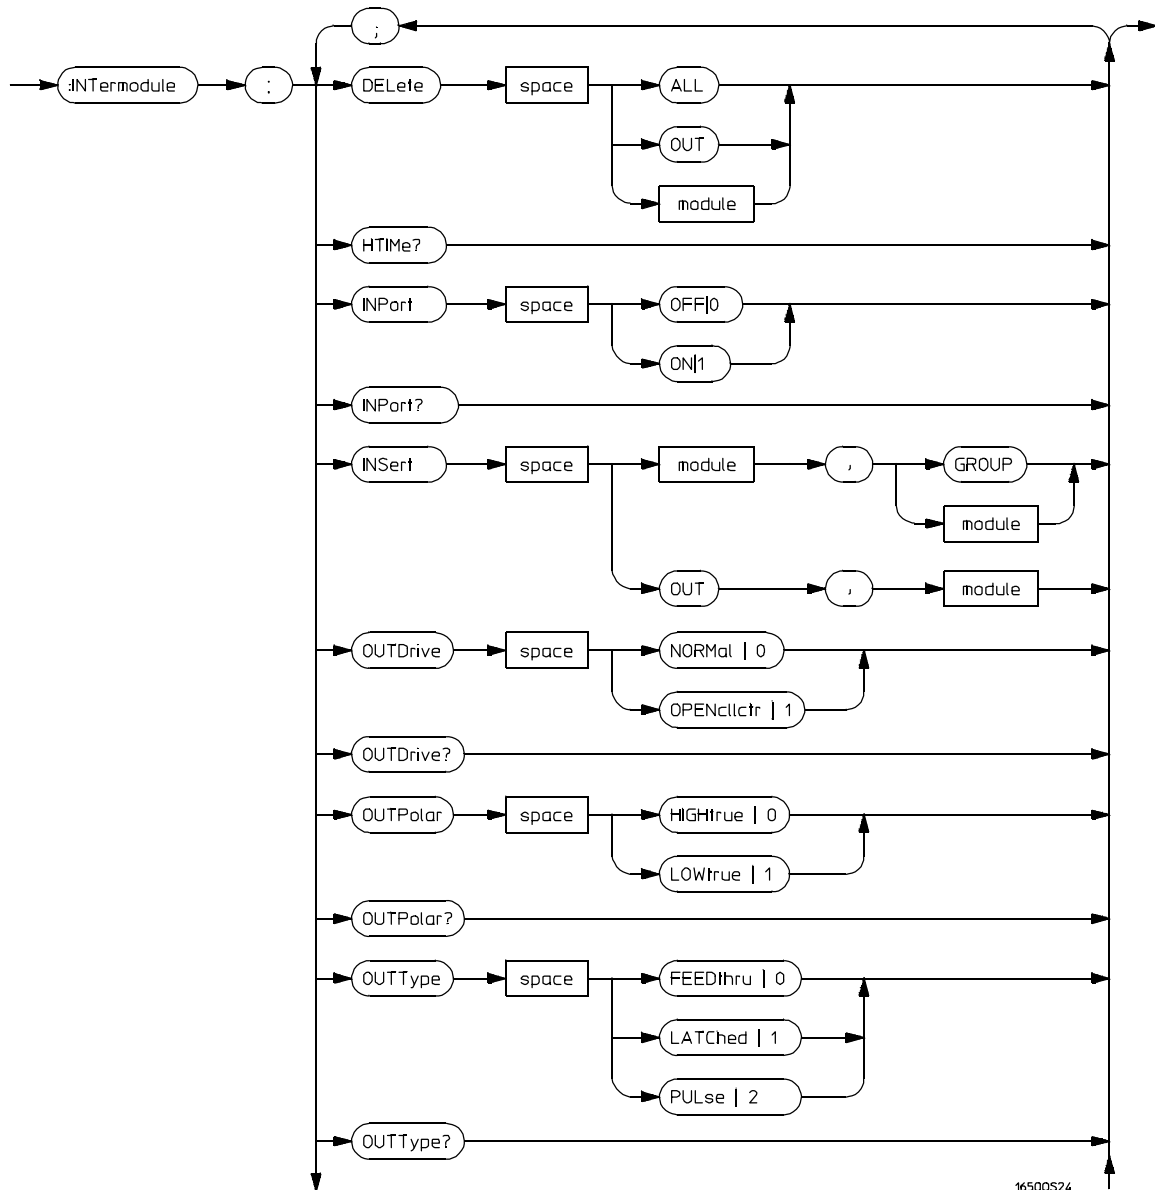 ;
:INTermodule : DELete space ALL
OUT
module
HTIMe?
INPort space OFF|0
ON|1
INPort?
INSert space module , GROUP
module
OUT , module
OUTDrive space NORMal | 0
OPENcllctr | 1
OUTDrive?
OUTPolar space HIGHtrue | 0
LOWtrue | 1
OUTPolar?
OUTType space FEEDthru | 0
LATChed | 1
PULse | 2
OUTType?
16500S24